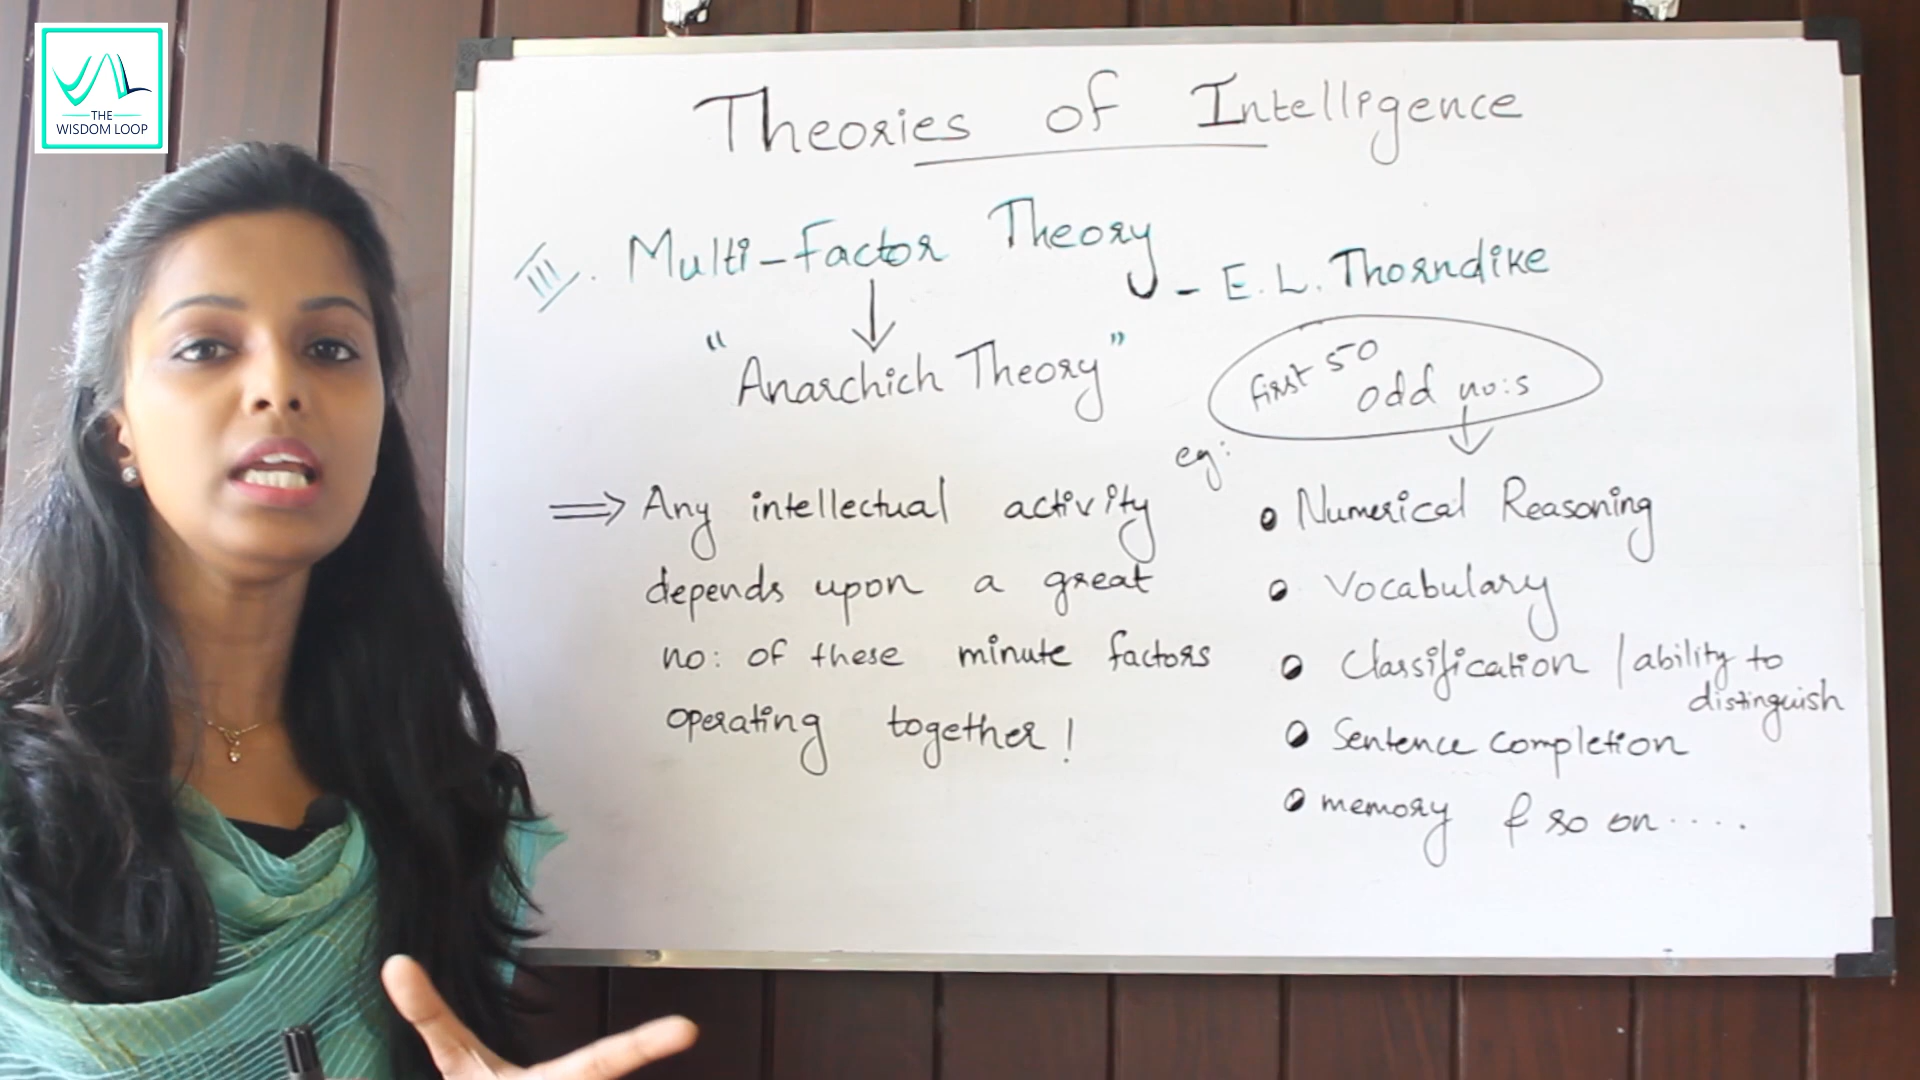 THE
WISDOM LOOP
Theories of Intelligence
III. Multi-Factor Theory
- E.L. Thorndike
"Anarchich Theory"
first 50
odd no:s
eg:
⇒ Any intellectual activity
depends upon a great
no: of these minute factors
operating together!
• Numerical Reasoning
• Vocabulary
• Classification / ability to
distinguish
• Sentence completion
• memory & so on....